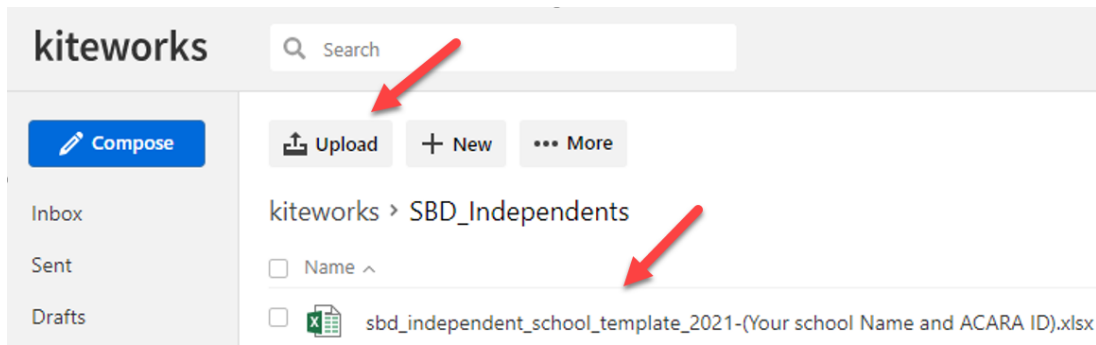 kiteworks
Search
Compose
Upload
New
More
Inbox
kiteworks > SBD_Independents
Sent
Name
Drafts
sbd_independent_school_template_2021-(Your school Name and ACARA ID).xlsx